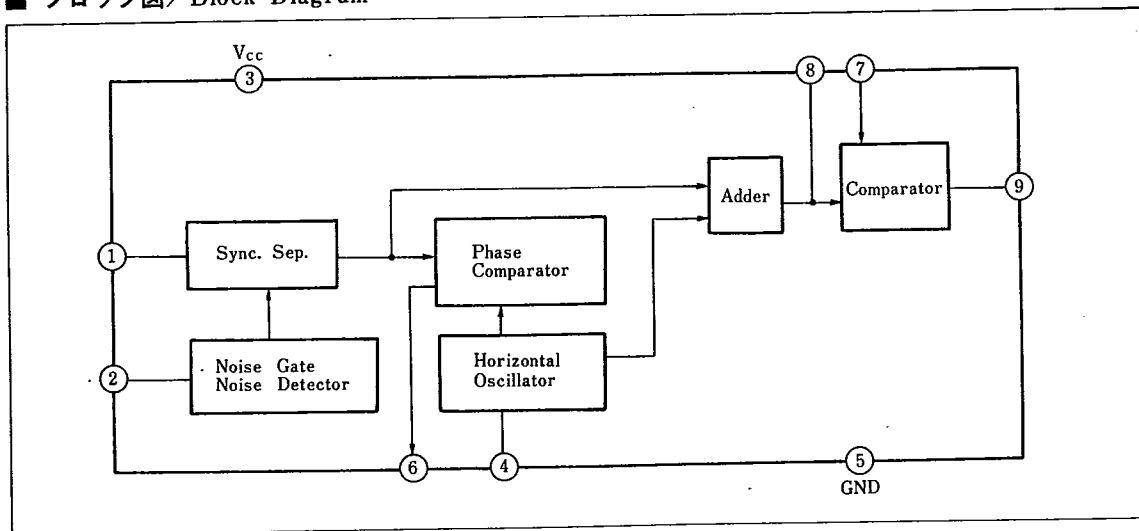 ■ ブロック図/Block Diagram
Vcc
3
8
7
Adder
Comparator
9
1
Sync. Sep.
Phase
Comparator
2
Noise Gate
Noise Detector
Horizontal
Oscillator
6
4
5
GND